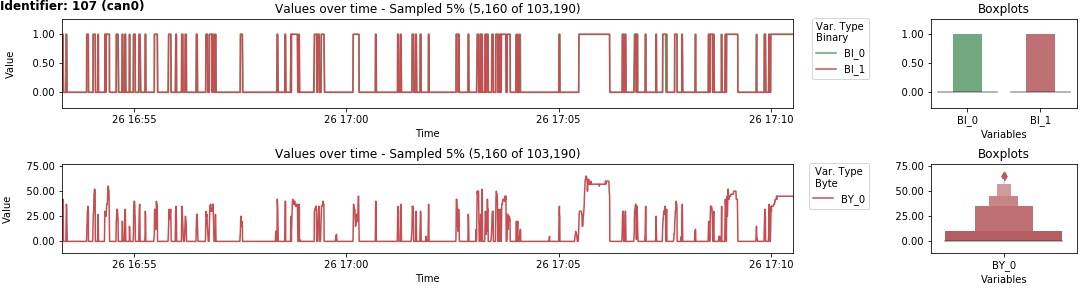 Identifier: 107 (can0)
Values over time - Sampled 5% (5,160 of 103,190)
Boxplots
Value
1.00
0.50
0.00
26 16:55
26 17:00
26 17:05
26 17:10
Time
Var. Type
Binary
BI_0
BI_1
BI_0
BI_1
Variables
1.00
0.50
0.00
Values over time - Sampled 5% (5,160 of 103,190)
Boxplots
Value
75.00
50.00
25.00
0.00
26 16:55
26 17:00
26 17:05
26 17:10
Time
Var. Type
Byte
BY_0
75.00
50.00
25.00
0.00
BY_0
Variables